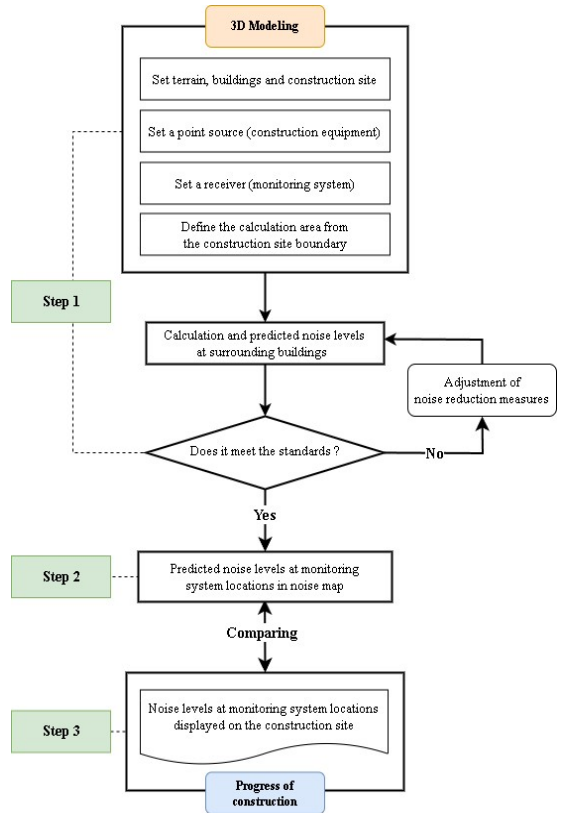 3D Modeling
Set terrain, buildings and construction site
Set a point source (construction equipment)
Set a receiver (monitoring system)
Define the calculation area from
the construction site boundary
Step 1
Calculation and predicted noise levels
at surrounding buildings
Adjustment of
noise reduction measures
Does it meet the standards ?
No
Yes
Step 2
Predicted noise levels at monitoring
system locations in noise map
Comparing
Step 3
Noise levels at monitoring system locations
displayed on the construction site
Progress of
construction